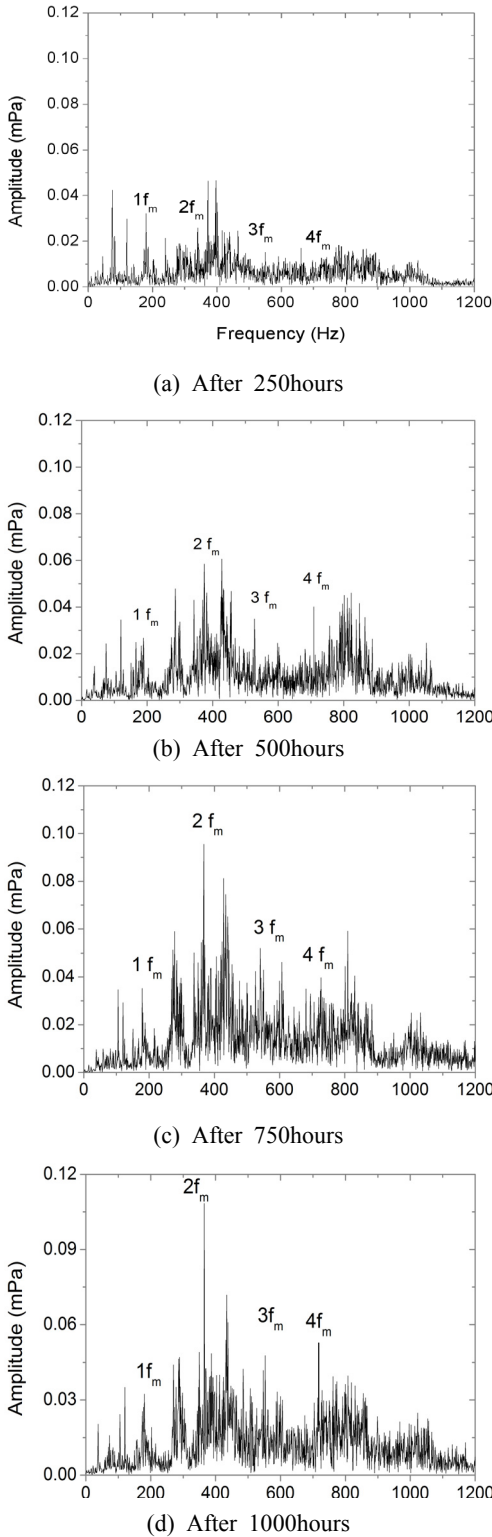 0.12
0.10
0.08
0.06
0.04
0.02
0.00
Amplitude (mPa)
1fm
2fm
3fm
4fm
0 200 400 600 800 1000 1200
Frequency (Hz)
(a) After 250hours
0.12
0.10
0.08
0.06
0.04
0.02
0.00
Amplitude (mPa)
1 fm
2 fm
3 fm
4 fm
0 200 400 600 800 1000 1200
(b) After 500hours
0.12
0.10
0.08
0.06
0.04
0.02
0.00
Amplitude (mPa)
1 fm
2 fm
3 fm
4 fm
0 200 400 600 800 1000 1200
(c) After 750hours
0.12
0.09
0.06
0.03
0.00
Amplitude (mPa)
1fm
2fm
3fm
4fm
0 200 400 600 800 1000 1200
(d) After 1000hours